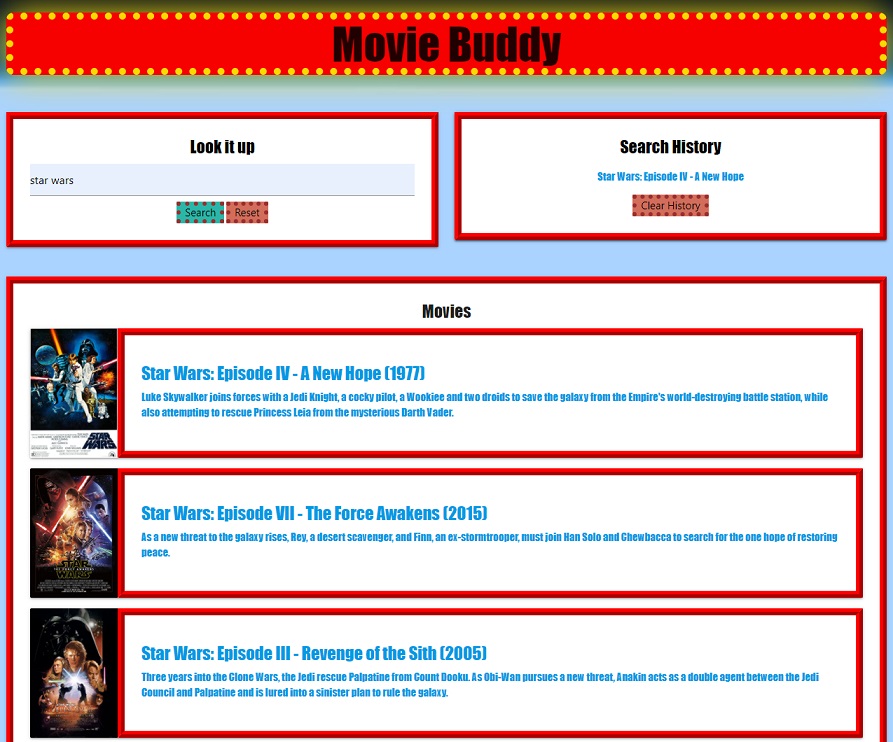 Movie Buddy
Look it up
star wars
Search
Reset
Search History
Star Wars: Episode IV - A New Hope
Clear History
Movies
STAR
WARS
Star Wars: Episode IV - A New Hope (1977)
Luke Skywalker joins forces with a Jedi Knight, a cocky pilot, a Wookiee and two droids to save the galaxy from the Empire's world-destroying battle station, while
also attempting to rescue Princess Leia from the mysterious Darth Vader.
STAR
THE FORCE AWAKENS
WARS
Star Wars: Episode VII - The Force Awakens (2015)
As a new threat to the galaxy rises, Rey, a desert scavenger, and Finn, an ex-stormtrooper, must join Han Solo and Chewbacca to search for the one hope of restoring
peace.
Star Wars: Episode III - Revenge of the Sith (2005)
Three years into the Clone Wars, the Jedi rescue Palpatine from Count Dooku. As Obi-Wan pursues a new threat, Anakin acts as a double agent between the Jedi
Council and Palpatine and is lured into a sinister plan to rule the galaxy.